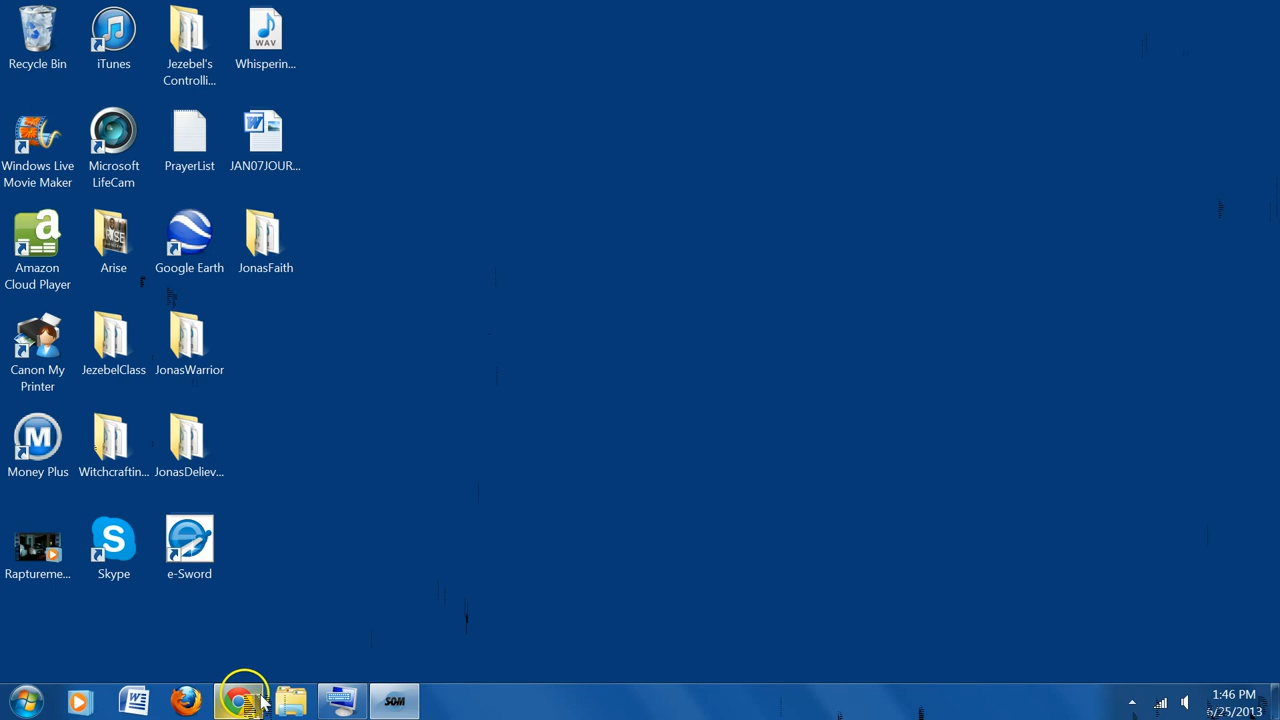 Recycle Bin
iTunes
Jezebel's
Controlli...
WAV
Whisperin...
Windows Live
Movie Maker
Microsoft
LifeCam
PrayerList
W
JAN07JOUR...
a
Amazon
Cloud Player
RISE
Arise
Google Earth
JonasFaith
Canon My
Printer
JezebelClass
JonasWarrior
M
Money Plus
Witchcraftin...
JonasDeliev...
Raptureme...
S
Skype
e-Sword
W
SOM
1:46 PM
6/25/2013